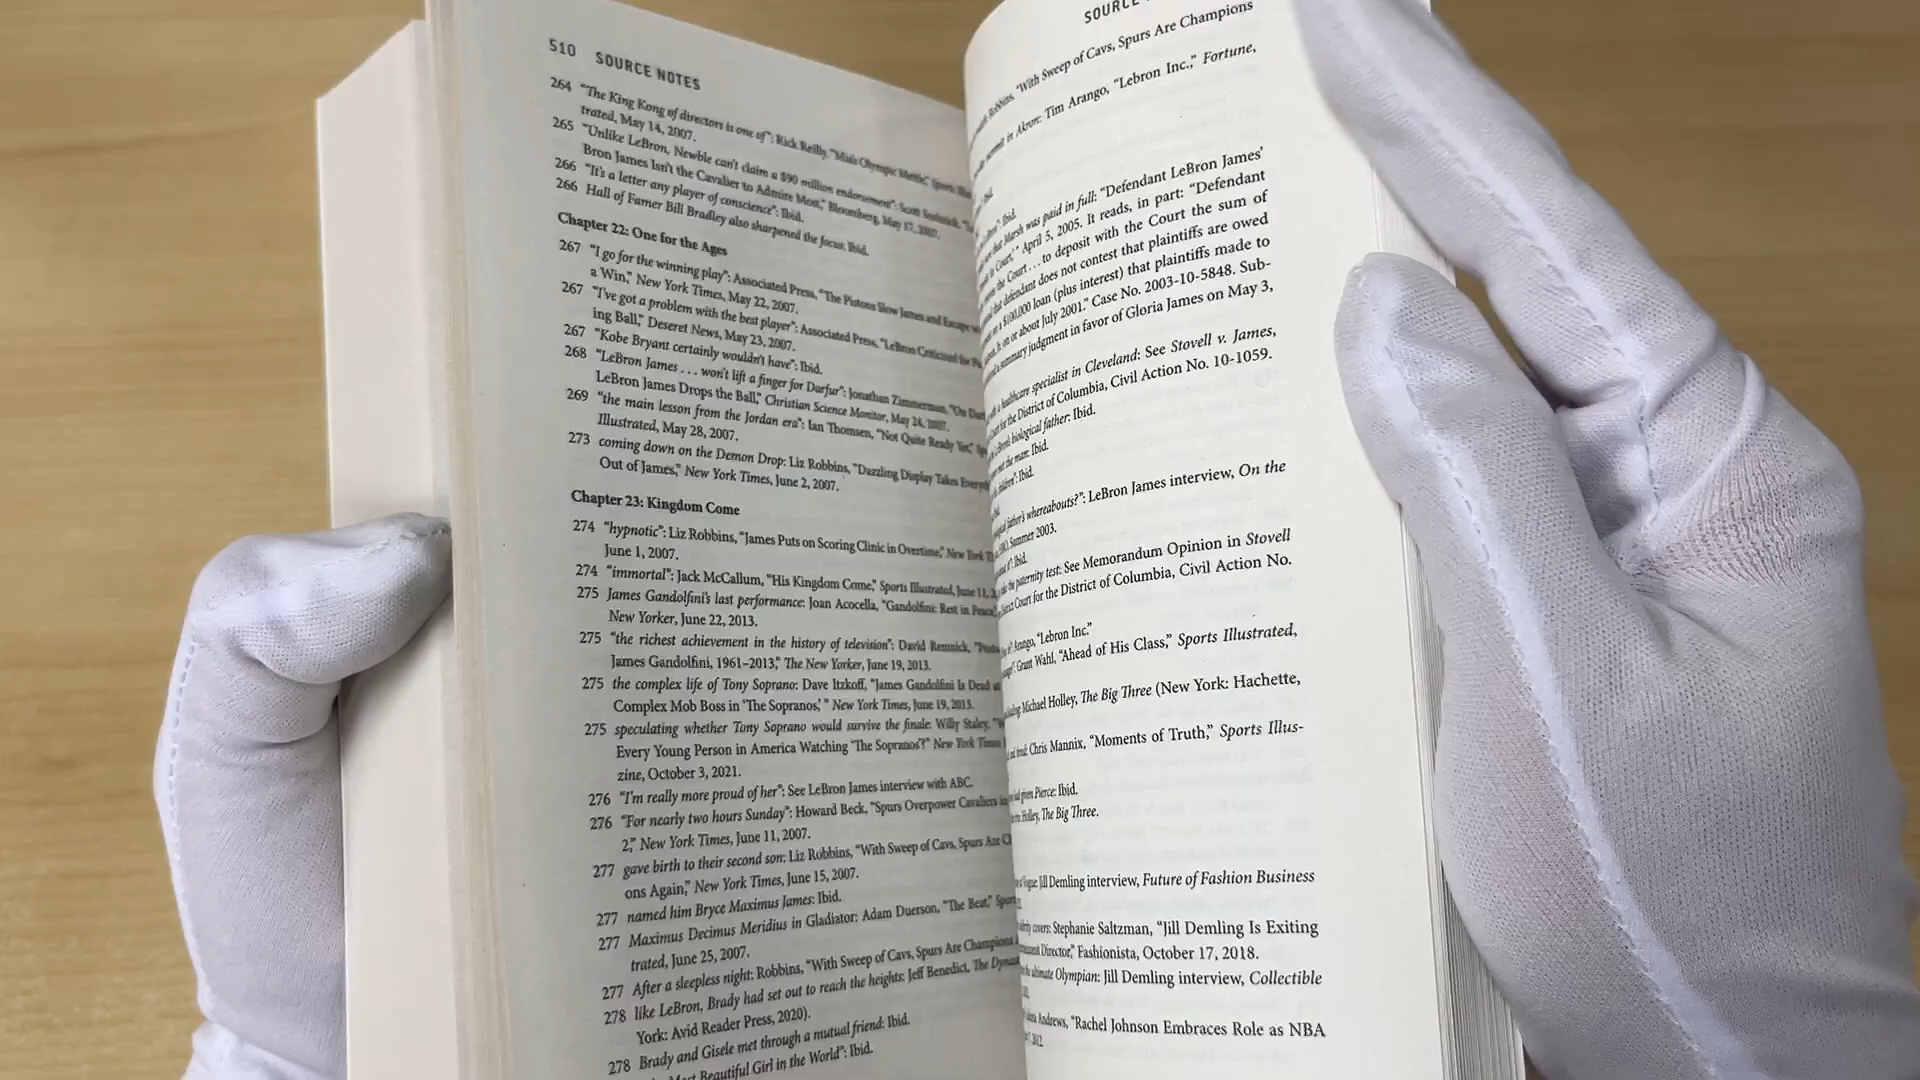 510 SOURCE NOTES
264 “The King Kong of directors is one of”: Rick Reilly, “Mia's Olympic Mettle,” Sports
trated, May 14, 2007.
265 “Unlike LeBron, Newble can't claim a $90 million endorsement”: Scott
Bron James Isn't the Cavalier to Admire Most,” Bloomberg, May 17, 2007.
266 “It's a letter any player of conscience”: Ibid.
266 Hall of Famer Bill Bradley also sharpened the focus. Ibid.
Chapter 22: One for the Ages
267 “I go for the winning play”: Associated Press, “The Pistons Slow James and Escape
a Win,” New York Times, May 22, 2007.
267 “I've got a problem with the best player”: Associated Press, “LeBron Criticized for
ing Ball,” Deseret News, May 23, 2007.
267 “Kobe Bryant certainly wouldn't have”: Ibid.
268 “LeBron James . . . won't lift a finger for Darfur”: Jonathan Zimmerman, “On
LeBron James Drops the Ball,” Christian Science Monitor, May 24, 2007.
269 “the main lesson from the Jordan era”: Ian Thomsen, “Not Quite Ready Yet,”
Illustrated, May 28, 2007.
273 coming down on the Demon Drop: Liz Robbins, “Dazzling Display Takes
Out of James,” New York Times, June 2, 2007.
Chapter 23: Kingdom Come
274 “hypnotic”: Liz Robbins, “James Puts on Scoring Clinic in Overtime,” New York
June 1, 2007.
274 “immortal”: Jack McCallum, “His Kingdom Come,” Sports Illustrated, June 11,
275 James Gandolfini's last performance: Joan Acocella, “Gandolfini: Rest in Peace,”
New Yorker, June 22, 2013.
275 “the richest achievement in the history of television”: David Remnick,
James Gandolfini, 1961–2013,” The New Yorker, June 19, 2013.
275 the complex life of Tony Soprano: Dave Itzkoff, “James Gandolfini Is Dead
Complex Mob Boss in ‘The Sopranos,’ ” New York Times, June 19, 2013.
275 speculating whether Tony Soprano would survive the finale: Willy Staley,
Every Young Person in America Watching ‘The Sopranos’?” New York Times
zine, October 3, 2021.
276 “I'm really more proud of her”: See LeBron James interview with ABC.
276 “For nearly two hours Sunday”: Howard Beck, “Spurs Overpower Cavaliers
2,” New York Times, June 11, 2007.
277 gave birth to their second son: Liz Robbins, “With Sweep of Cavs, Spurs Are
ons Again,” New York Times, June 15, 2007.
277 named him Bryce Maximus James: Ibid.
277 Maximus Decimus Meridius in Gladiator: Adam Duerson, “The Beat,”
trated, June 25, 2007.
277 After a sleepless night: Robbins, “With Sweep of Cavs, Spurs Are Champions
278 like LeBron, Brady had set out to reach the heights: Jeff Benedict, The
York: Avid Reader Press, 2020).
278 Brady and Gisele met through a mutual friend: Ibid.
Most Beautiful Girl in the World”: Ibid.
SOURCE
Robbins, “With Sweep of Cavs, Spurs Are Champions
summit in Akron: Tim Arango, “Lebron Inc.,” Fortune,
Ibid.
Ibid.
that Marsh was paid in full: “Defendant LeBron James'
in Court,” April 5, 2005. It reads, in part: “Defendant
the Court . . . to deposit with the Court the sum of
that defendant does not contest that plaintiffs are owed
a $100,000 loan (plus interest) that plaintiffs made to
on or about July 2001.” Case No. 2003-10-5848. Sub-
summary judgment in favor of Gloria James on May 3,
a healthcare specialist in Cleveland: See Stovell v. James,
Court for the District of Columbia, Civil Action No. 10-1059.
biological father: Ibid.
met the man: Ibid.
children”: Ibid.
father's whereabouts?”: LeBron James interview, On the
Summer 2003.
Ibid.
paternity test: See Memorandum Opinion in Stovell
Court for the District of Columbia, Civil Action No.
Arango, “Lebron Inc.”
Grant Wahl, “Ahead of His Class,” Sports Illustrated,
Michael Holley, The Big Three (New York: Hachette,
Chris Mannix, “Moments of Truth,” Sports Illus-
given Pierce: Ibid.
Holley, The Big Three.
Vogue: Jill Demling interview, Future of Fashion Business
covers: Stephanie Saltzman, “Jill Demling Is Exiting
Director,” Fashionista, October 17, 2018.
the ultimate Olympian: Jill Demling interview, Collectible
Andrews, “Rachel Johnson Embraces Role as NBA